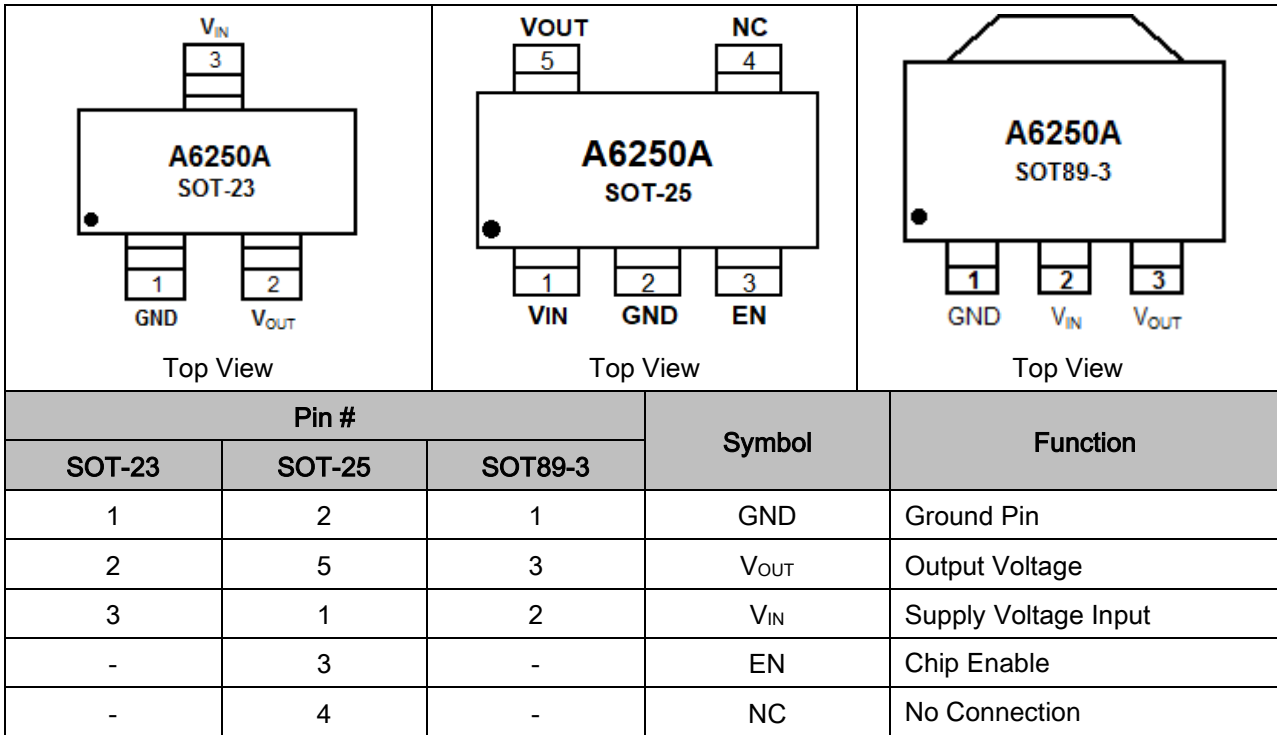 VIN
3
A6250A
SOT-23
1 2
GND VOUT
Top View
VOUT NC
5 4
A6250A
SOT-25
1 2 3
VIN GND EN
Top View
A6250A
SOT89-3
1 2 3
GND VIN VOUT
Top View
Pin # Symbol Function
SOT-23 SOT-25 SOT89-3
1 2 1 GND Ground Pin
2 5 3 VOUT Output Voltage
3 1 2 VIN Supply Voltage Input
- 3 - EN Chip Enable
- 4 - NC No Connection